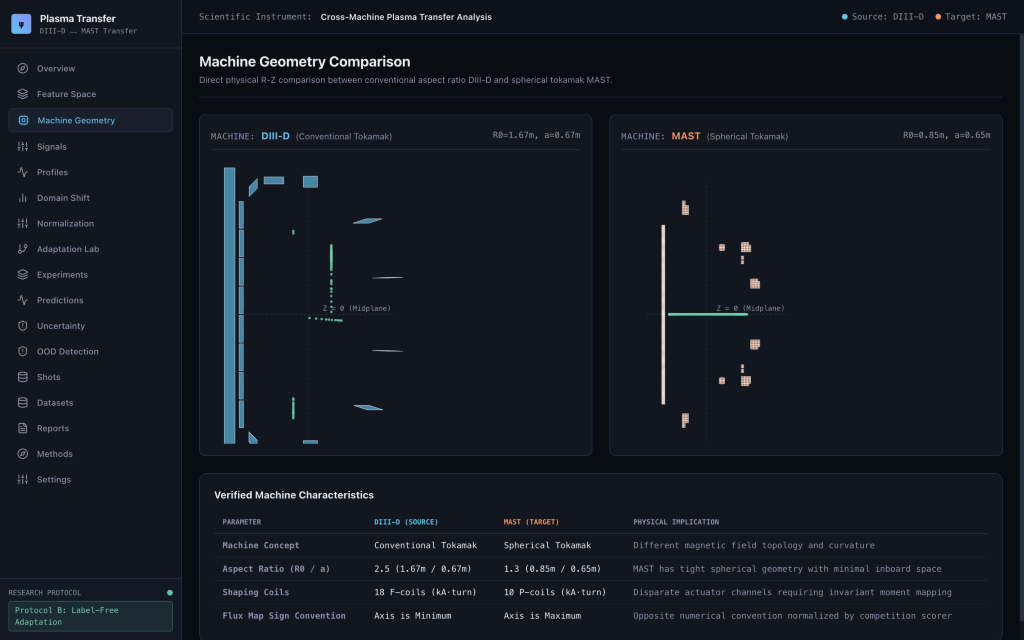 ψ
Plasma Transfer
DIII-D ⇢ MAST Transfer
Scientific Instrument: Cross-Machine Plasma Transfer Analysis
Source: DIII-D
Target: MAST
Overview
Feature Space
Machine Geometry
Signals
Profiles
Domain Shift
Normalization
Adaptation Lab
Experiments
Predictions
Uncertainty
OOD Detection
Shots
Datasets
Reports
Methods
Settings
RESEARCH PROTOCOL
Protocol B: Label-Free
Adaptation
Machine Geometry Comparison
Direct physical R-Z comparison between conventional aspect ratio DIII-D and spherical tokamak MAST.
MACHINE: DIII-D (Conventional Tokamak)
R0=1.67m, a=0.67m
Z = 0 (Midplane)
MACHINE: MAST (Spherical Tokamak)
R0=0.85m, a=0.65m
Z = 0 (Midplane)
Verified Machine Characteristics
PARAMETER DIII-D (SOURCE) MAST (TARGET) PHYSICAL IMPLICATION
Machine Concept Conventional Tokamak Spherical Tokamak Different magnetic field topology and curvature
Aspect Ratio (R0 / a) 2.5 (1.67m / 0.67m) 1.3 (0.85m / 0.65m) MAST has tight spherical geometry with minimal inboard space
Shaping Coils 18 F-coils (kA·turn) 10 P-coils (kA·turn) Disparate actuator channels requiring invariant moment mapping
Flux Map Sign Convention Axis is Minimum Axis is Maximum Opposite numerical convention normalized by competition scorer